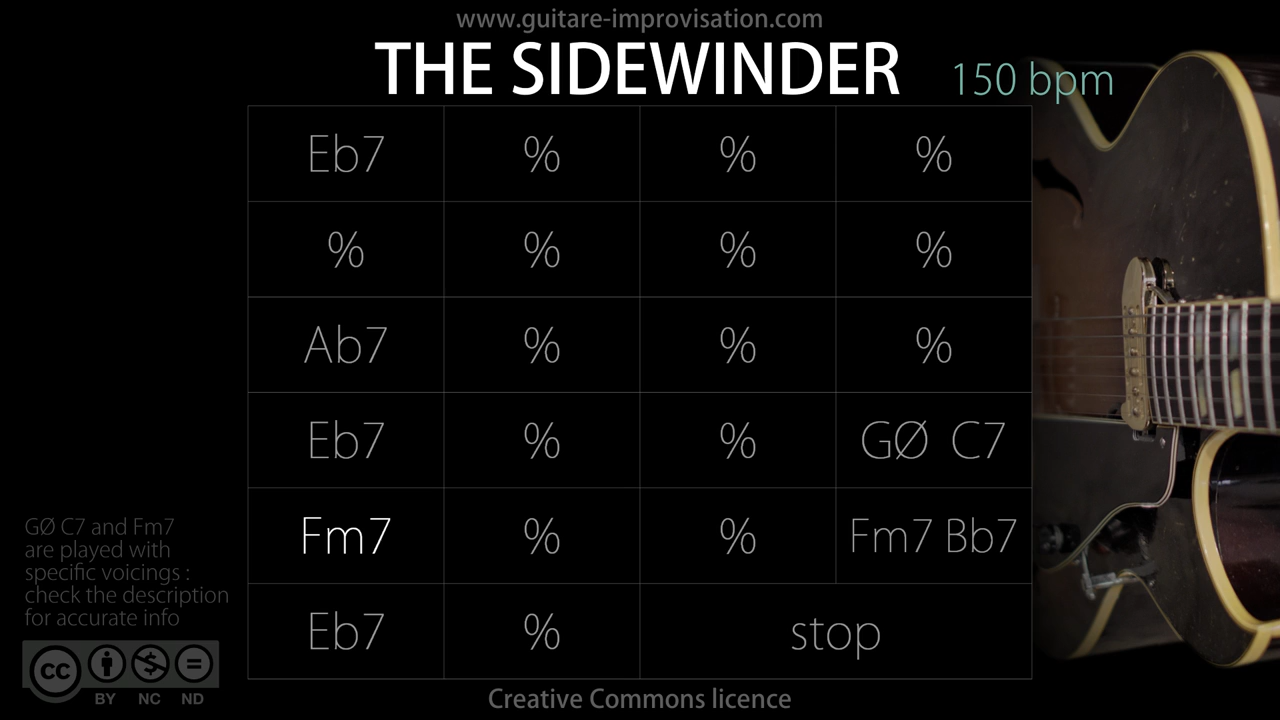 www.guitare-improvisation.com
THE SIDEWINDER
150 bpm
Eb7 % % %
% % % %
Ab7 % % %
Eb7 % % GØ C7
Fm7 % % Fm7 Bb7
Eb7 % stop
GØ C7 and Fm7
are played with
specific voicings :
check the description
for accurate info
cc
BY NC ND
Creative Commons licence